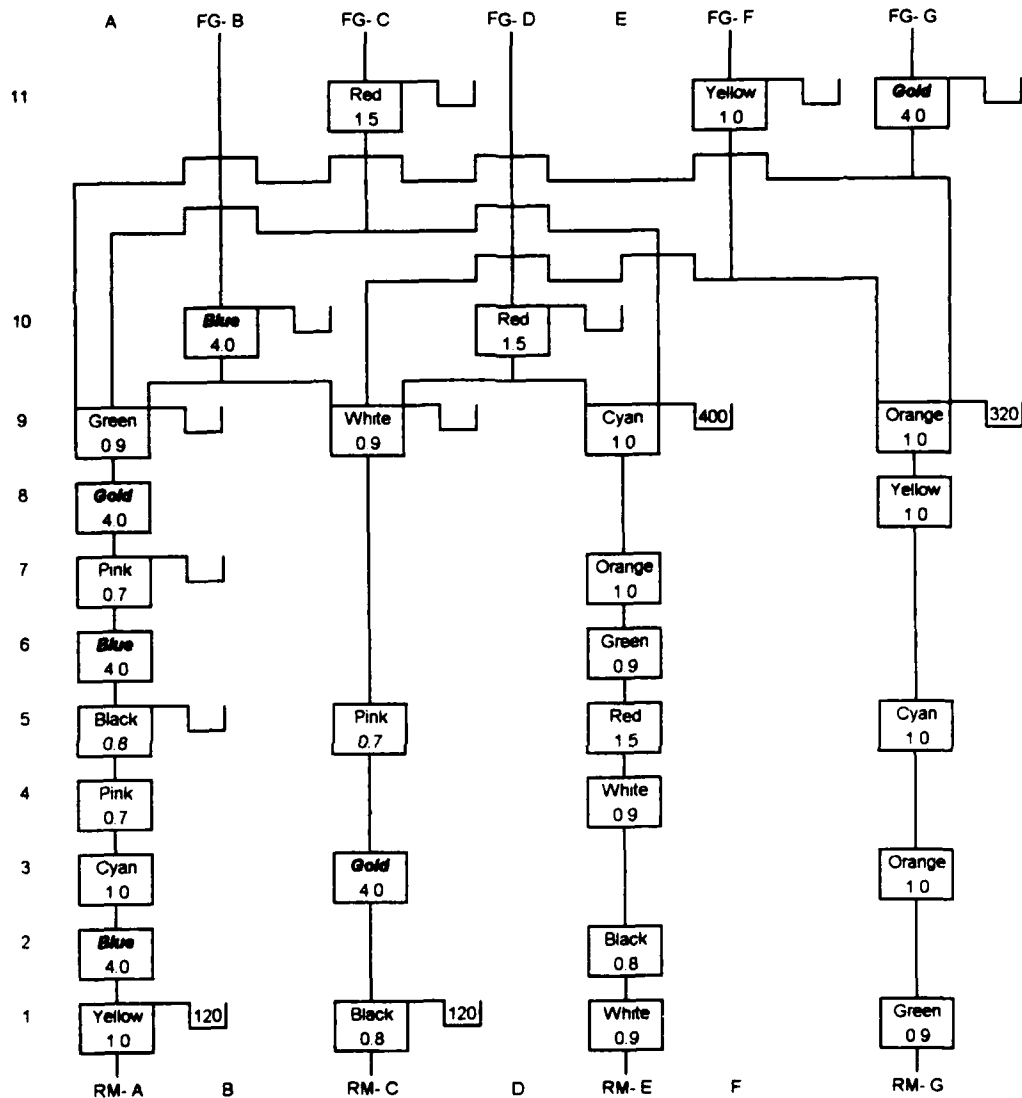 A FG- B FG- C FG- D E FG- F FG- G
11 Red Yellow Gold
1 5 1 0 4 0
10 Blue Red
4.0 1.5
9 Green White Cyan 400 Orange 320
0 9 0 9 1 0 1 0
8 Gold Yellow
4.0 1 0
7 Pink Orange
0.7 1 0
6 Blue Green
4 0 0.9
5 Black Pink Red Cyan
0.8 0.7 1 5 1 0
4 Pink White
0.7 0.9
3 Cyan Gold Orange
1 0 4 0 1 0
2 Blue Black
4.0 0.8
1 Yellow 120 Black 120 White Green
1 0 0.8 0.9 0 9
RM- A B RM- C D RM- E F RM- G